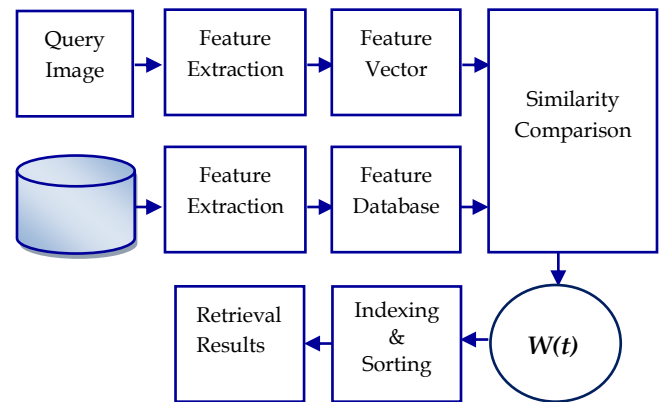 Query
Image
Feature
Extraction
Feature
Vector
Similarity
Comparison
Feature
Extraction
Feature
Database
Retrieval
Results
Indexing
&
Sorting
W(t)